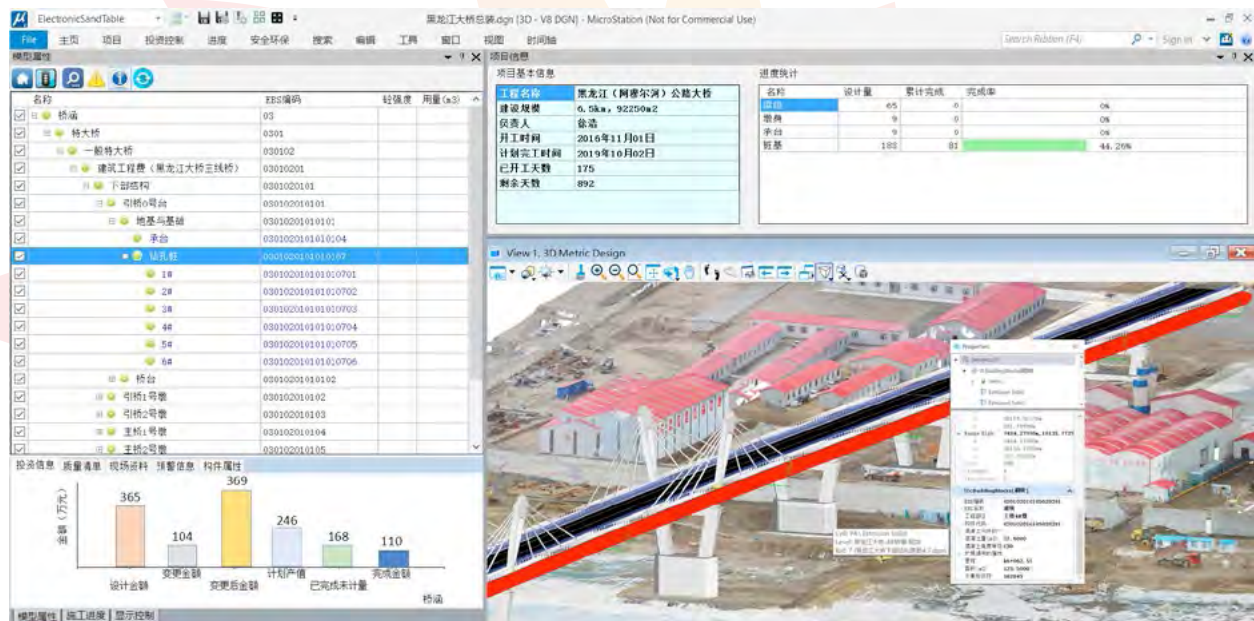 ElectronicSandTable
黑龙江大桥总装.dgn [3D - V8 DGN] - MicroStation (Not for Commercial Use)
File 主页 项目 投资控制 进度 安全环保 搜索 编辑 工具 窗口 视图 时间轴
Search Ribbon (F4)
Sign in
模型属性
名称 EBS编码 轻强度 用量(m3)
桥涵 03
特大桥 0301
一般特大桥 030102
建筑工程费（黑龙江大桥主线桥） 03010201
下部结构 0301020101
引桥0号台 030102010101
地基与基础
承台
钻孔桩
1#
2#
3#
4#
5#
6#
桥台
引桥1号墩 030102010102
引桥2号墩 030102010103
主桥1号墩 030102010104
主桥2号墩 030102010105
投资信息 质量清单 现场资料 预警信息 构件属性
金额（万元）
365
104
369
246
168
110
设计金额
变更金额
变更后金额
计划产值
已完成未计量
完成金额
桥涵
模型属性 施工进度 显示控制
项目信息
项目基本信息
工程名称 黑龙江（阿穆尔河）公路大桥
建设规模 6.5km, 92250m2
负责人 徐浩
开工时间 2016年11月01日
计划完工时间 2019年10月02日
已开工天数 175
剩余天数 892
进度统计
名称 设计量 累计完成 完成率
65 0 0%
墩身 9 0 0%
承台 9 0 0%
桩基 183 81 44.26%
View 1, 3D Metric Design
Properties